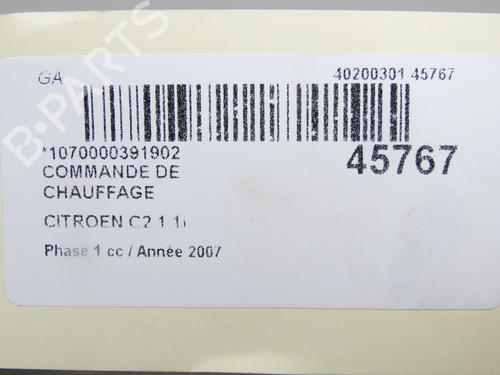 GA
40200301 45767
*1070000391902
45767
COMMANDE DE
CHAUFFAGE
CITROEN C2 1.1i
Phase 1 cc / Année 2007
B-PARTS